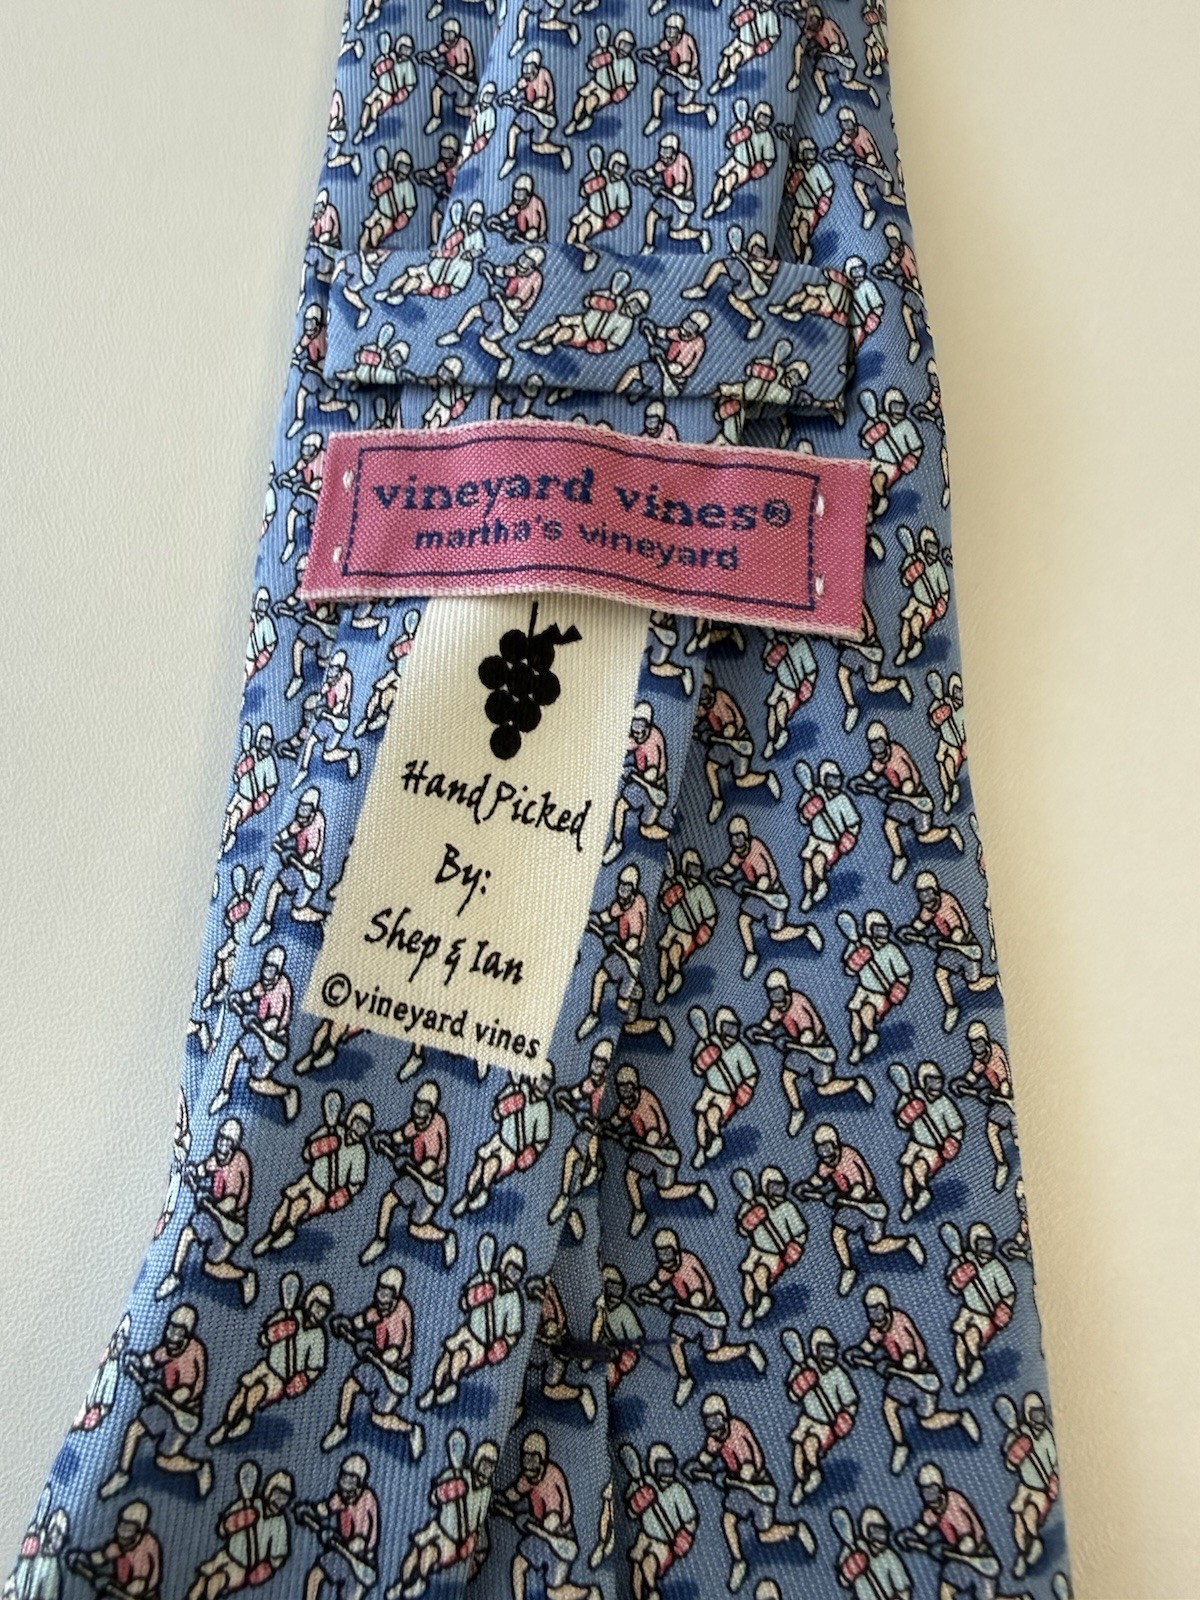 vineyard vines®
martha's vineyard
Hand Picked
By:
Shep & Ian
©vineyard vines